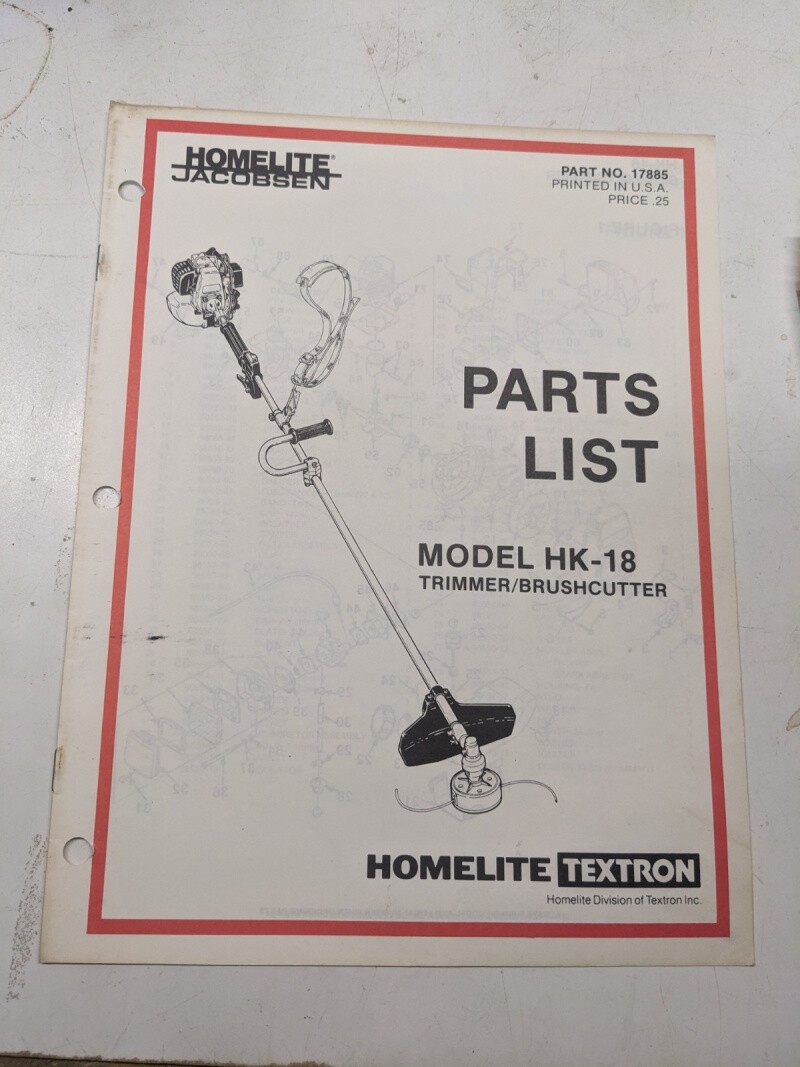 HOMELITE®
JACOBSEN
PART NO. 17885
PRINTED IN U.S.A.
PRICE .25
PARTS
LIST
MODEL HK-18
TRIMMER/BRUSHCUTTER
HOMELITE TEXTRON
Homelite Division of Textron Inc.